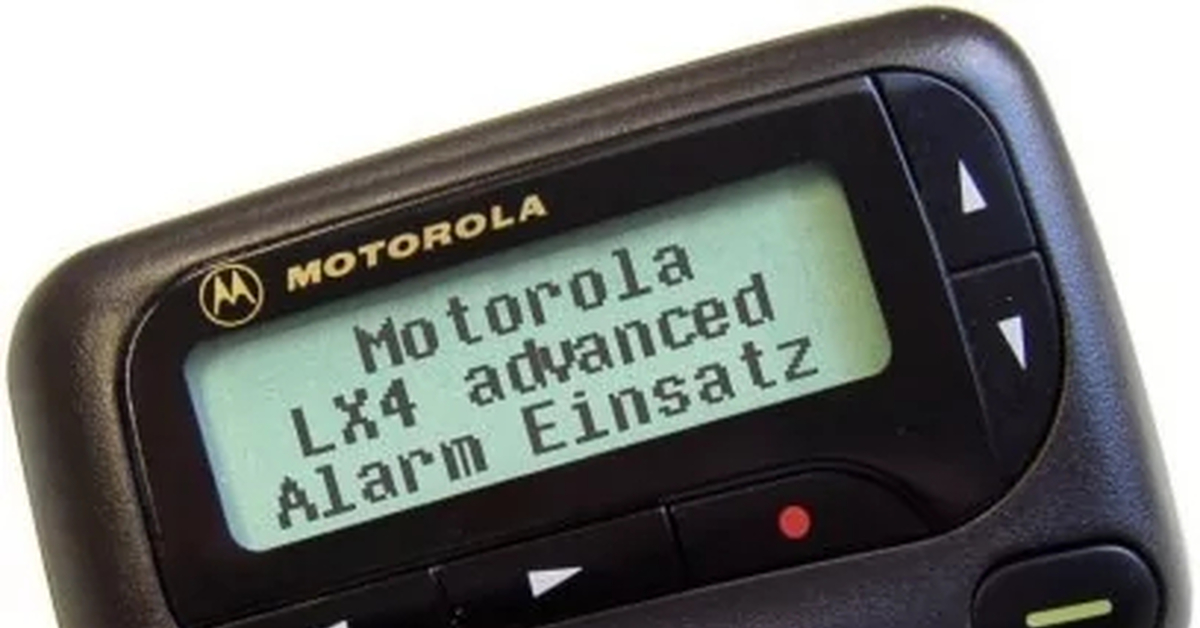 MOTOROLA
Motorola
LX4 advanced
Alarm Einsatz